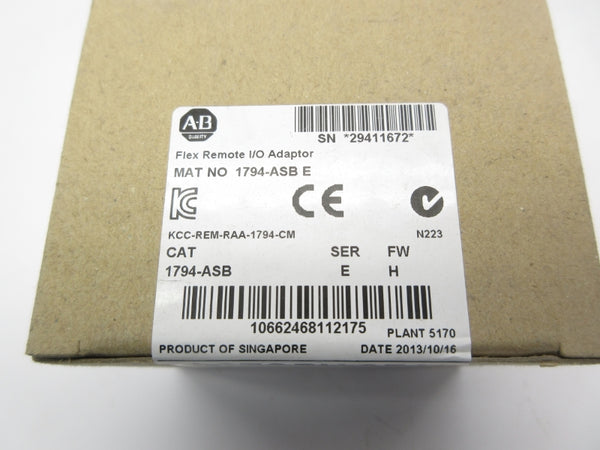 A-B
QUALITY
SN *29411672*
Flex Remote I/O Adaptor
MAT NO 1794-ASB E
KC
CE
KCC-REM-RAA-1794-CM
N223
CAT SER FW
1794-ASB E H
10662468112175
PLANT 5170
PRODUCT OF SINGAPORE DATE 2013/10/16